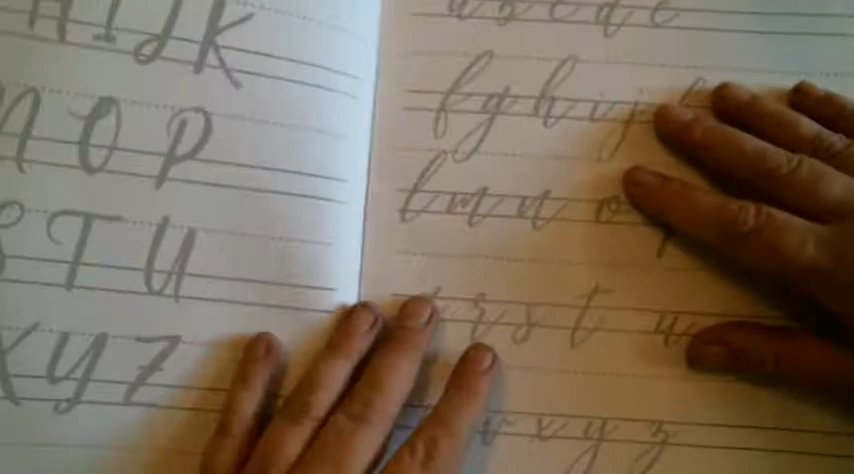 H I J K
N O P
S T U
X Y Z
a b c d e
f g h i j
l m n o
r s t u
v x y z